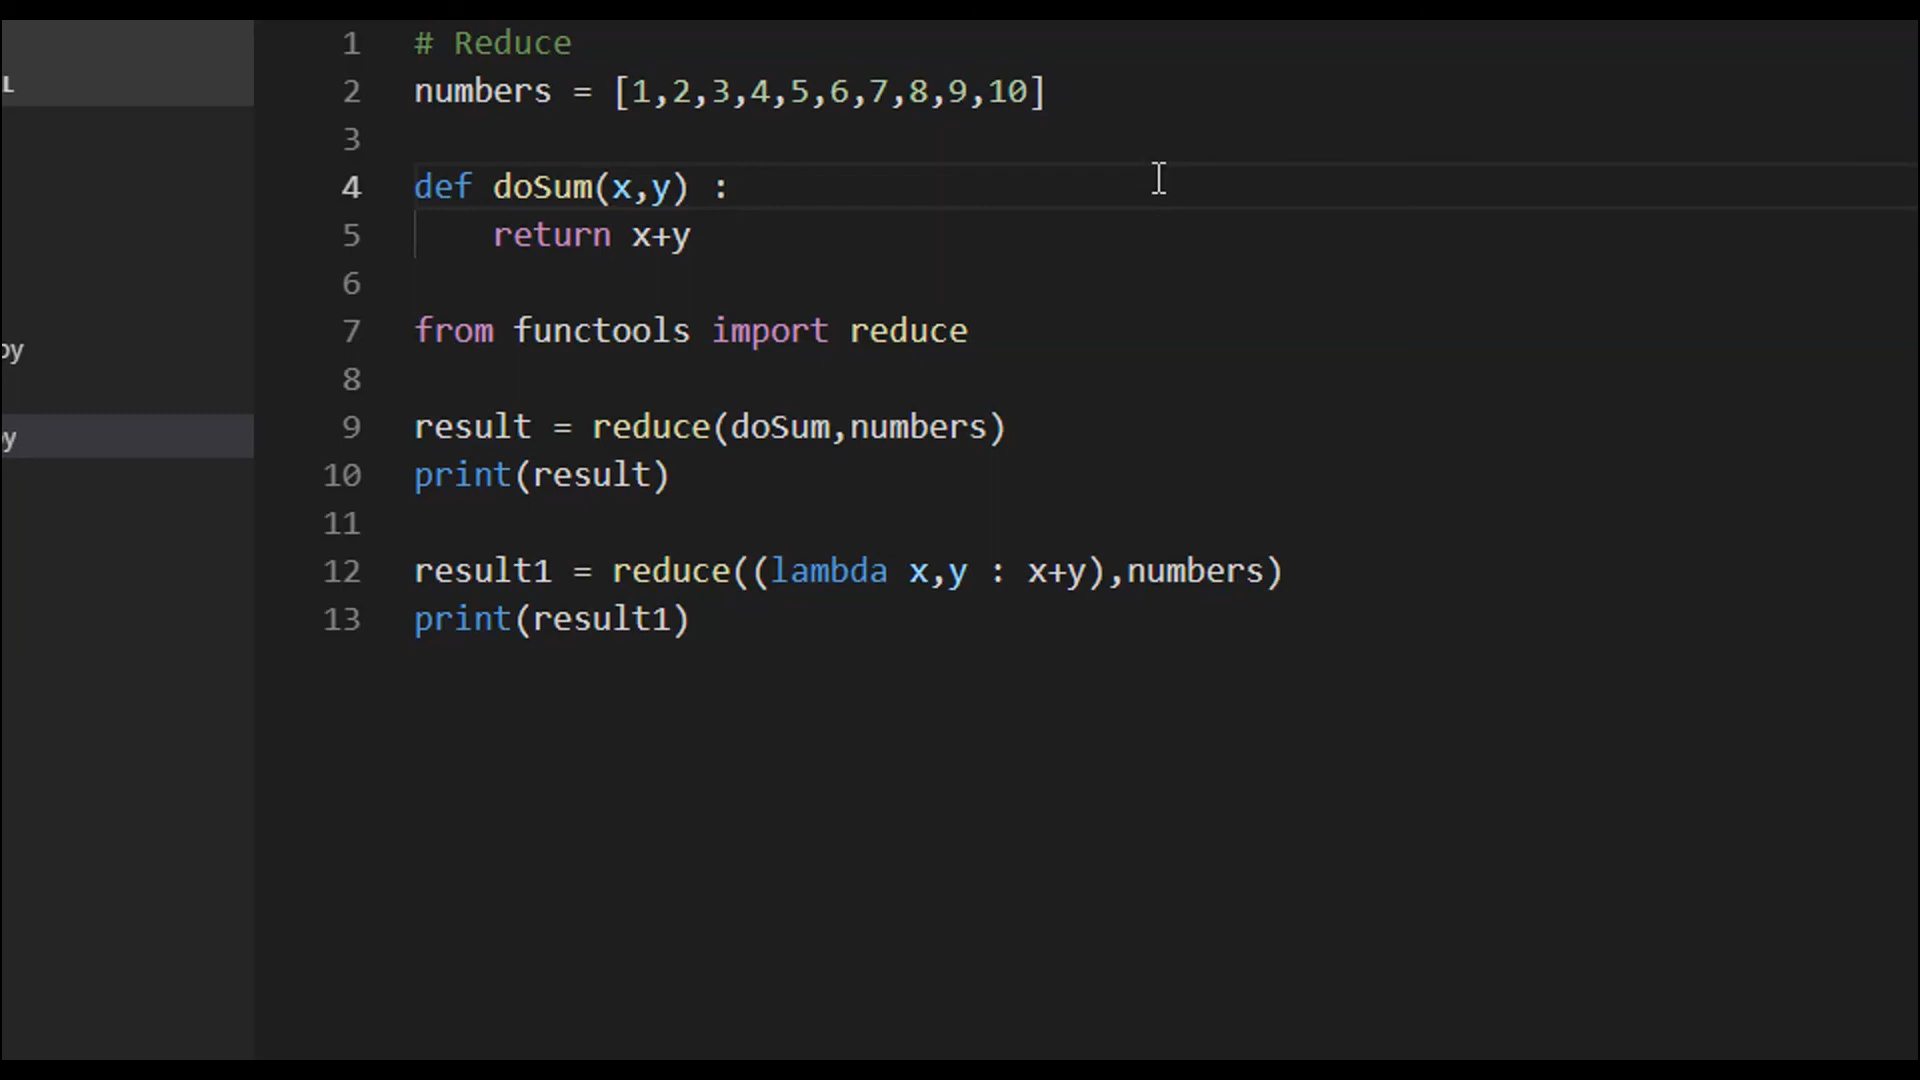 L
py
y
1 # Reduce
2 numbers = [1,2,3,4,5,6,7,8,9,10]
3
4 def doSum(x,y) :
5     return x+y
6
7 from functools import reduce
8
9 result = reduce(doSum,numbers)
10 print(result)
11
12 result1 = reduce((lambda x,y : x+y),numbers)
13 print(result1)